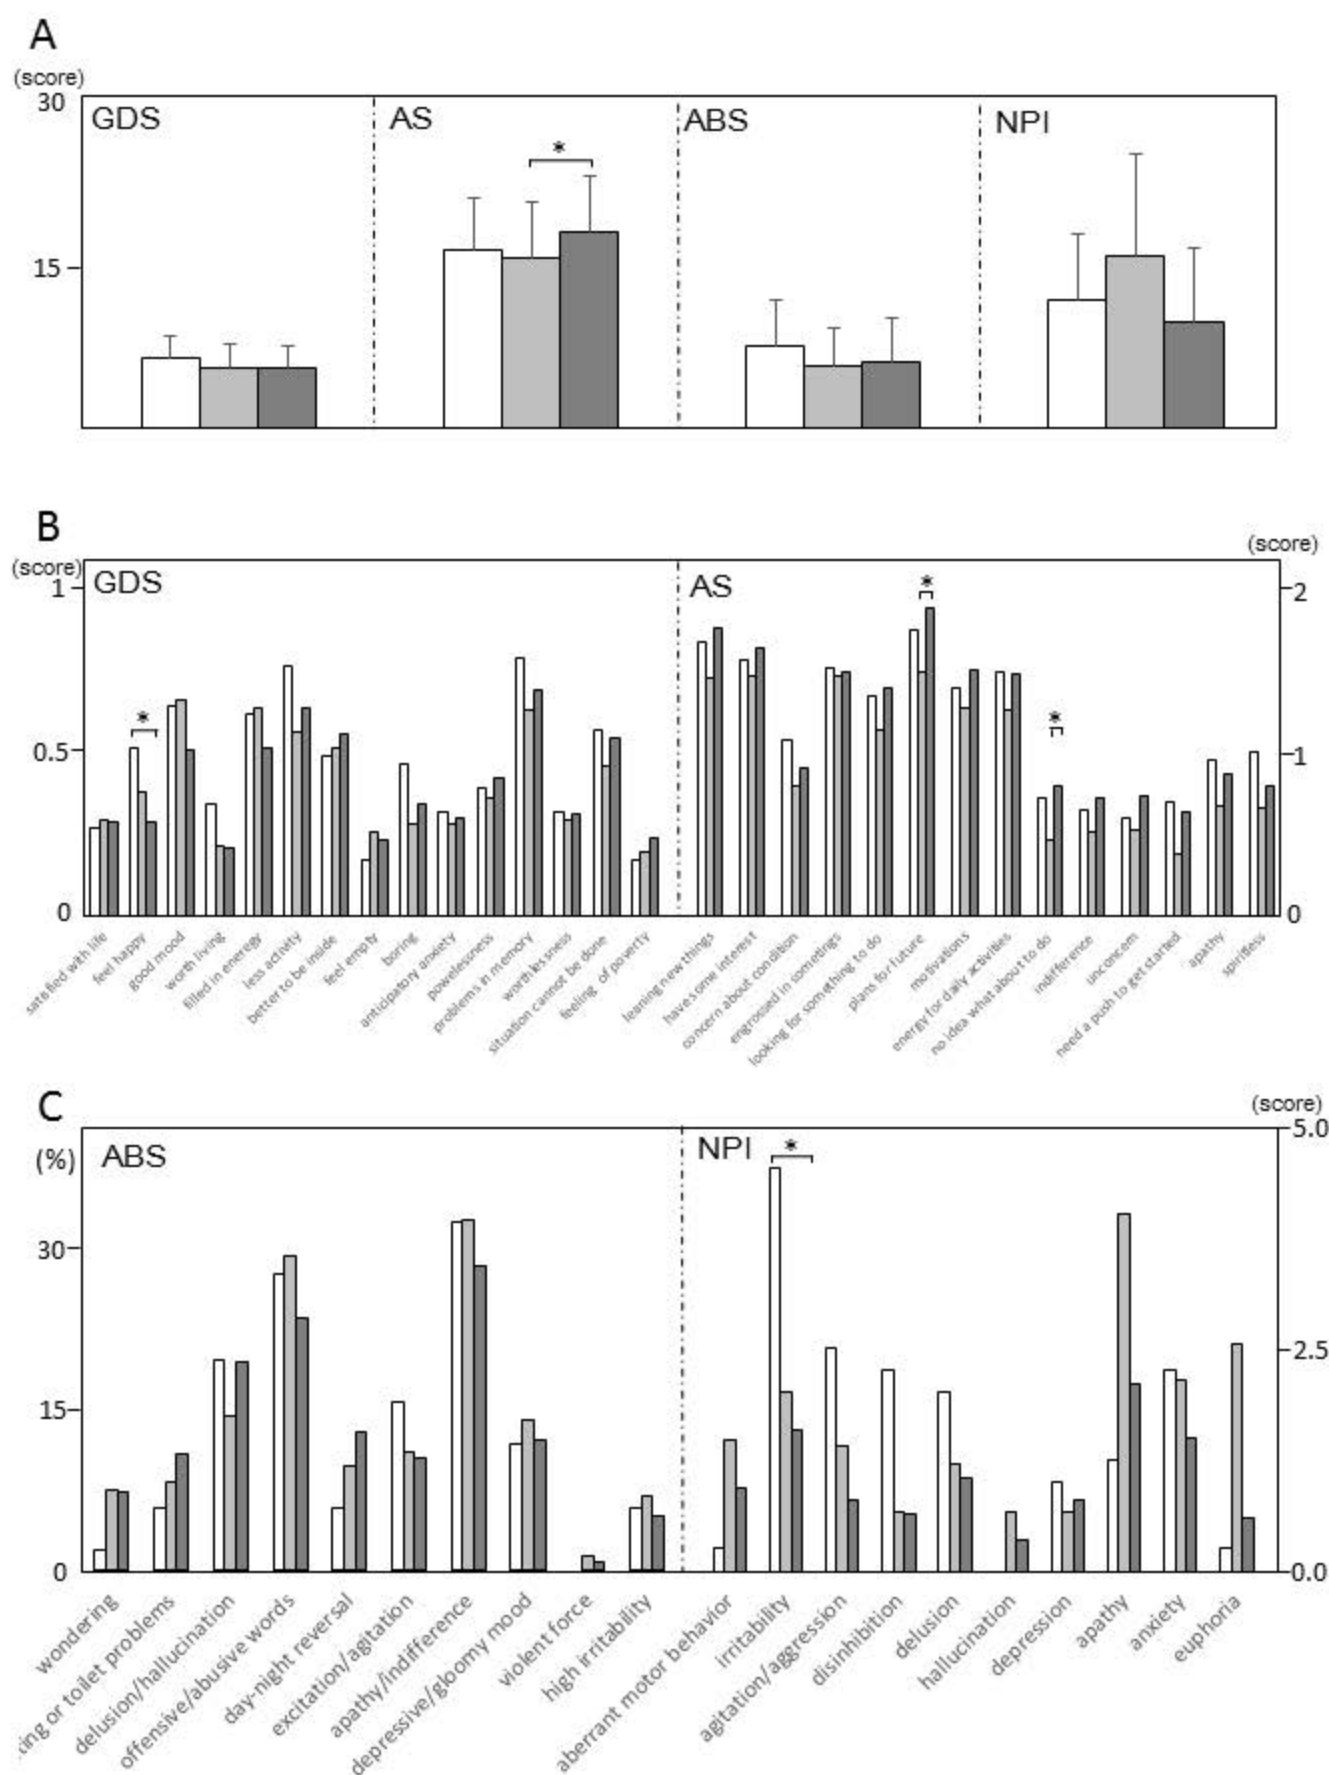 A
(score)
30
GDS
AS
ABS
NPI
*
15
B
(score)
(score)
1
GDS
AS
2
*
*
0.5
*
1
0
0
satisfied with life
feel happy
good mood
worth living
filled in energy
less activity
better to be inside
feel empty
boring
anticipatory anxiety
powelessness
problems in memory
worthlessness
situation cannot be done
feeling of poverty
leaning new things
have some interest
concern about condition
engrossed in sometings
looking for something to do
plans for future
motivations
energy for daily activities
no idea what about to do
indifference
unconcern
need a push to get started
apathy
spiritless
C
(score)
5.0
(%)
ABS
NPI
*
30
2.5
15
0
0.0
wondering
ting or toilet problems
delusion/hallucination
offensive/abusive words
day-night reversal
excitation/agitation
apathy/indifference
depressive/gloomy mood
violent force
high irritability
aberrant motor behavior
irritability
agitation/aggression
disinhibition
delusion
hallucination
depression
apathy
anxiety
euphoria